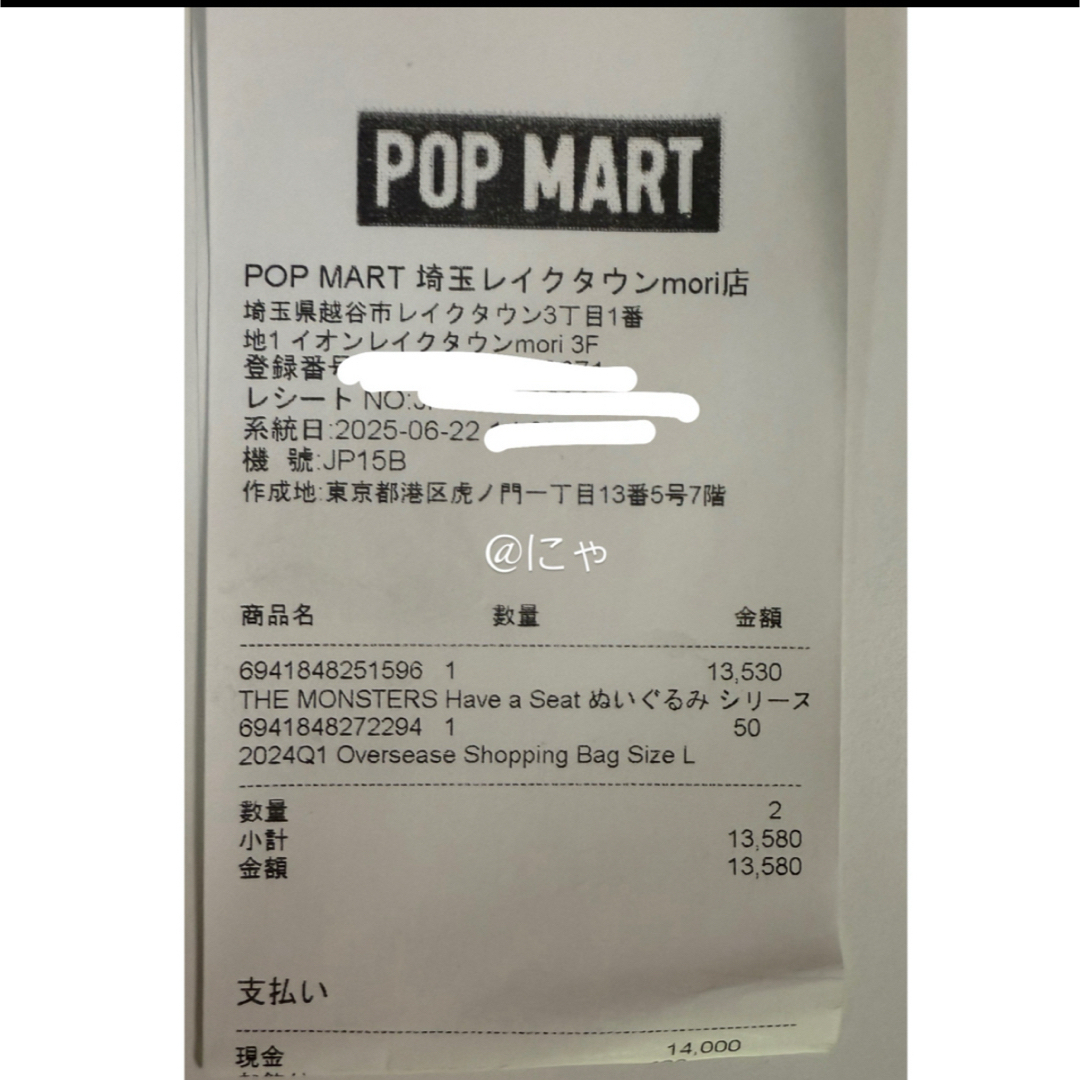 POP MART
POP MART 埼玉レイクタウンmori店
埼玉県越谷市レイクタウン3丁目1番
地1 イオンレイクタウンmori 3F
登録番号
レシート NO:
系統日:2025-06-22
機 號:JP15B
作成地:東京都港区虎ノ門一丁目13番5号7階
@にゃ
商品名 数量 金額
6941848251596 1 13,530
THE MONSTERS Have a Seat ぬいぐるみ シリーズ
6941848272294 1 50
2024Q1 Oversease Shopping Bag Size L
數量 2
小計 13,580
金額 13,580
支払い
現金 14,000